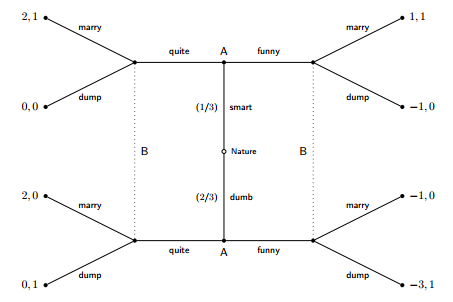 2, 1
marry
marry
1, 1
quite
A
funny
0, 0
dump
(1/3)
smart
dump
−1, 0
B
Nature
B
2, 0
marry
(2/3)
dumb
marry
−1, 0
quite
A
funny
0, 1
dump
dump
−3, 1